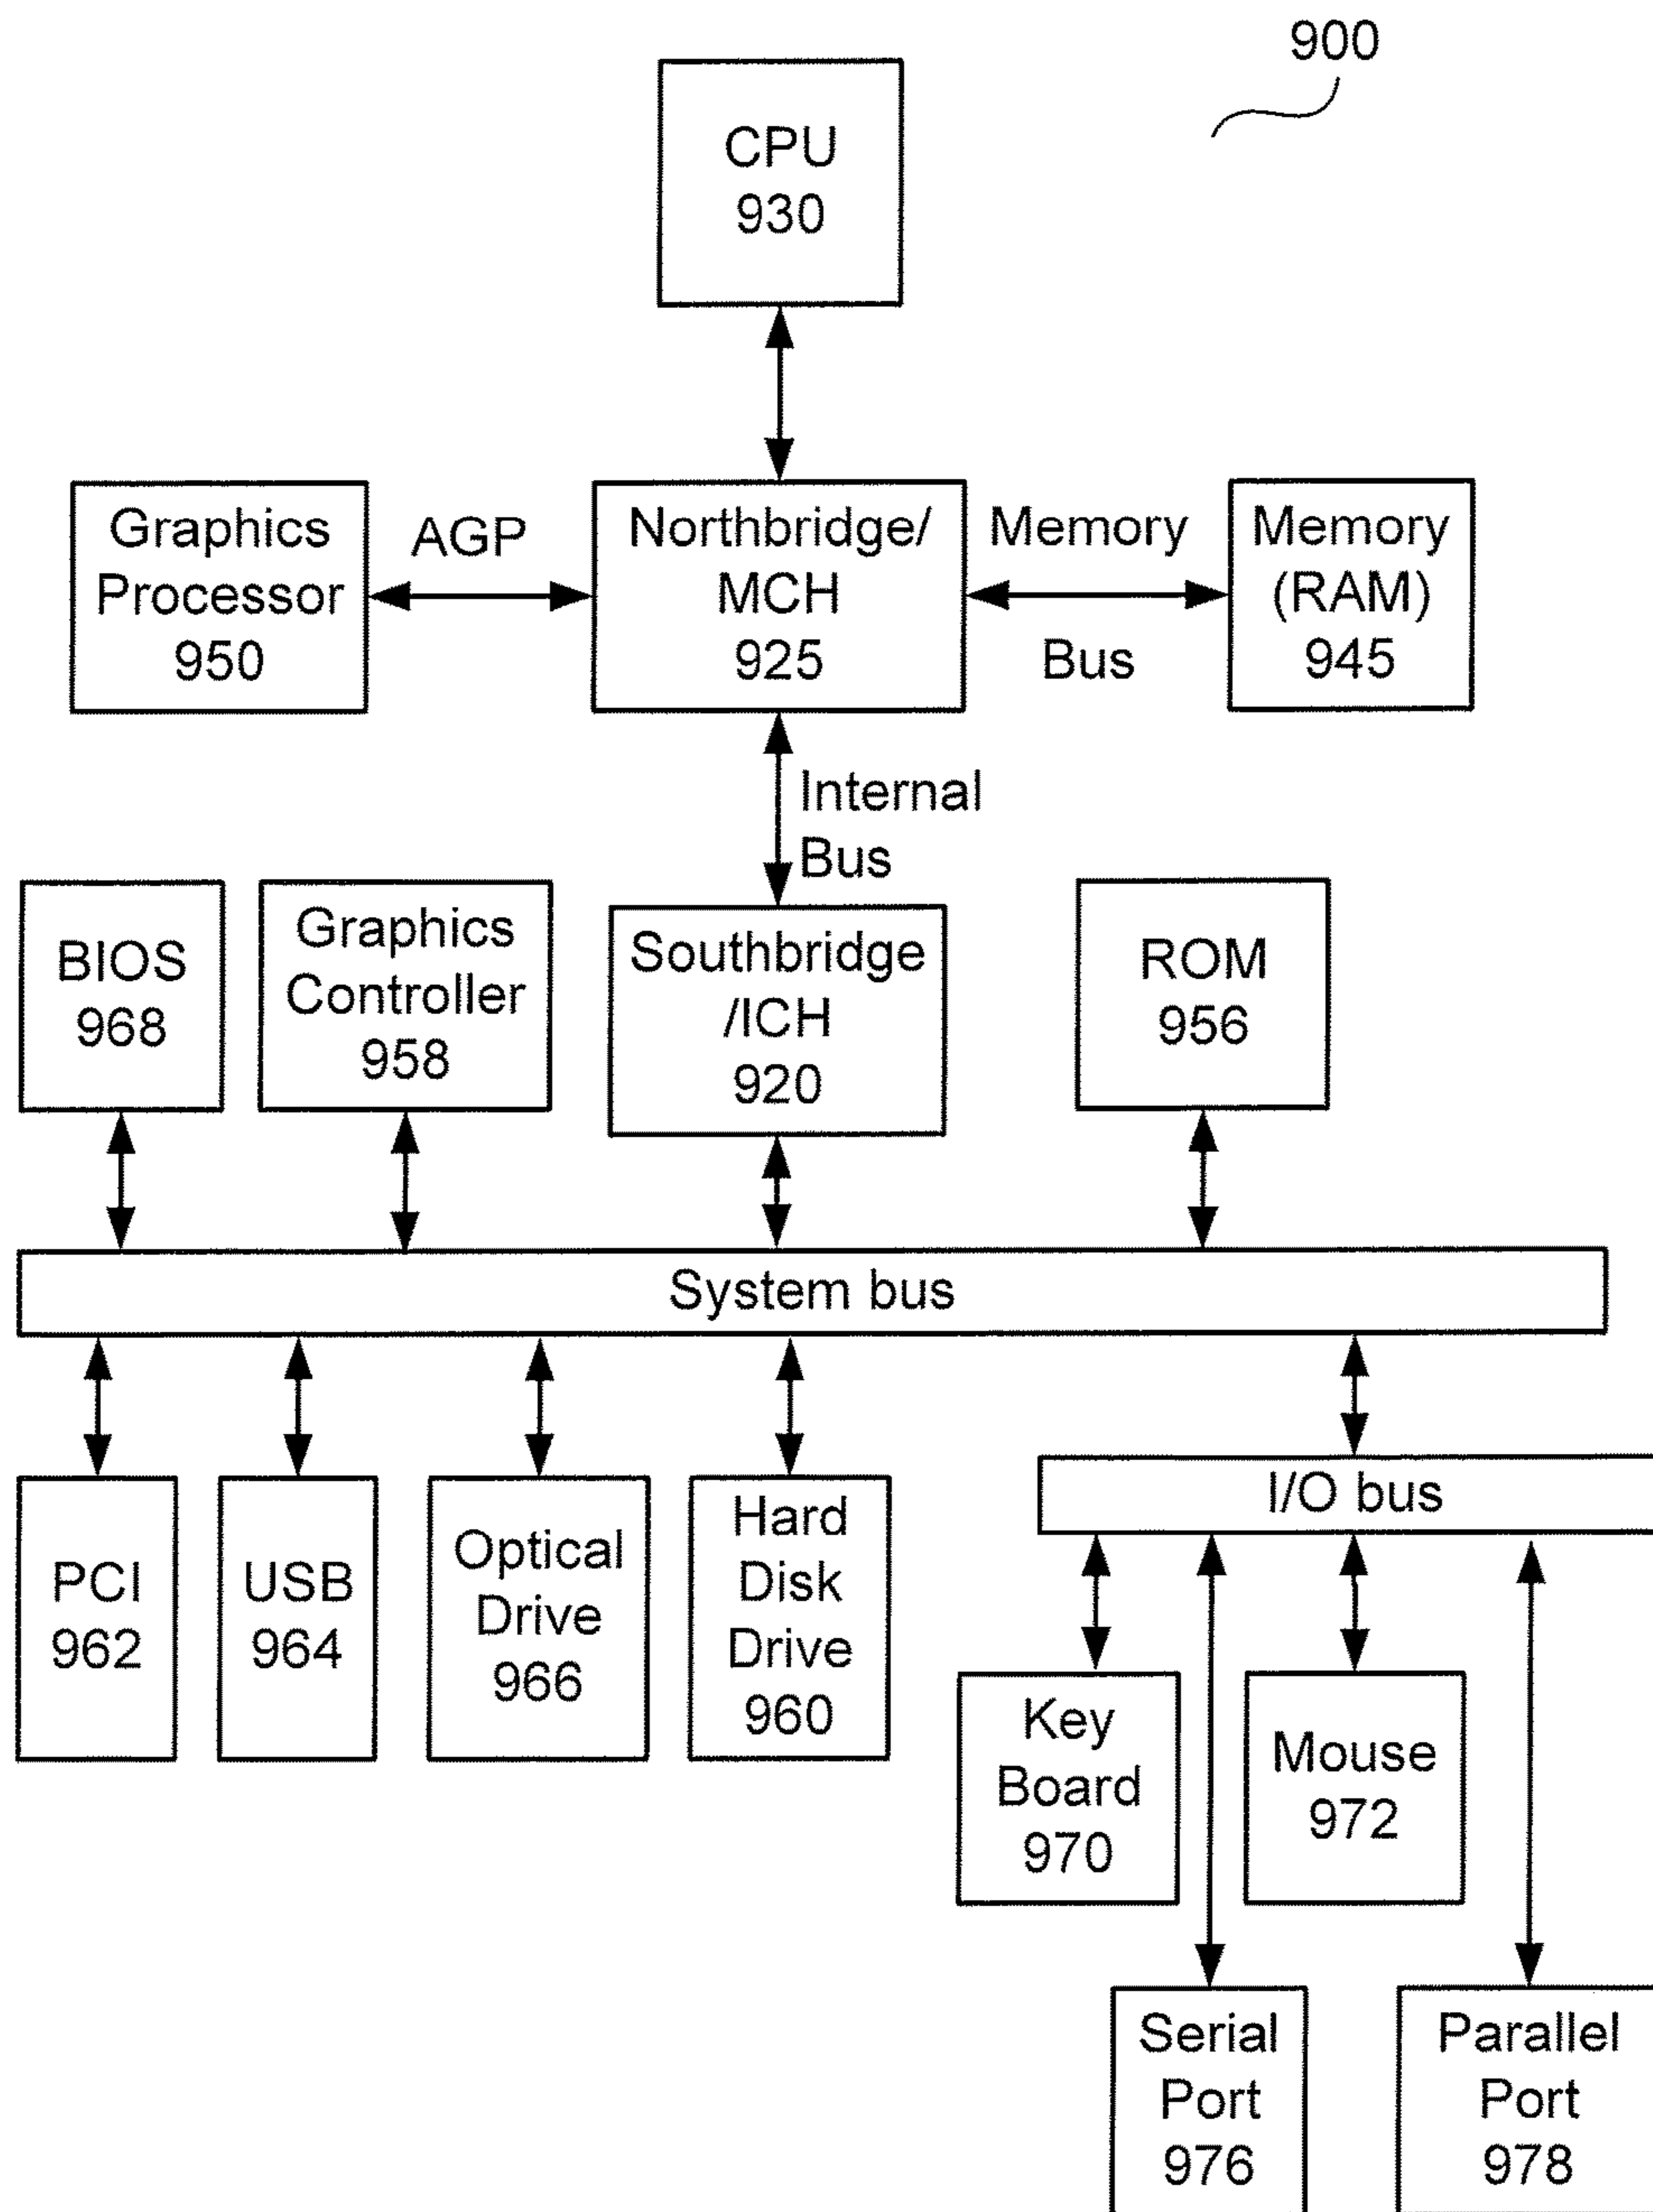 900
CPU
930
Graphics
Processor
950
AGP
Northbridge/
MCH
925
Memory
Bus
Memory
(RAM)
945
Internal
Bus
BIOS
968
Graphics
Controller
958
Southbridge
/ICH
920
ROM
956
System bus
PCI
962
USB
964
Optical
Drive
966
Hard
Disk
Drive
960
I/O bus
Key
Board
970
Mouse
972
Serial
Port
976
Parallel
Port
978